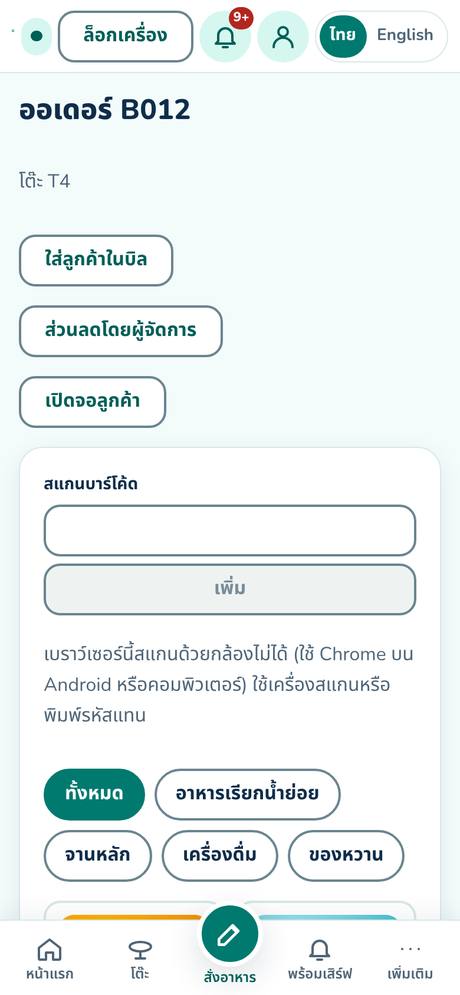 ล็อกเครื่อง
9+
ไทย
English
ออเดอร์ B012
โต๊ะ T4
ใส่ลูกค้าในบิล
ส่วนลดโดยผู้จัดการ
เปิดจอลูกค้า
สแกนบาร์โค้ด
เพิ่ม
เบราว์เซอร์นี้สแกนด้วยกล้องไม่ได้ (ใช้ Chrome บน
Android หรือคอมพิวเตอร์) ใช้เครื่องสแกนหรือ
พิมพ์รหัสแทน
ทั้งหมด
อาหารเรียกน้ำย่อย
จานหลัก
เครื่องดื่ม
ของหวาน
หน้าแรก
โต๊ะ
สั่งอาหาร
พร้อมเสิร์ฟ
เพิ่มเติม